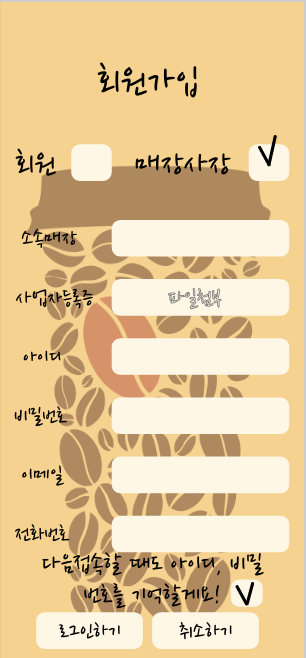 회원가입
회원 매장사장
소속매장
사업자등록증 파일첨부
아이디
비밀번호
이메일
전화번호
다음접속할 때도 아이디, 비밀
번호를 기억할게요!
로그인하기 취소하기